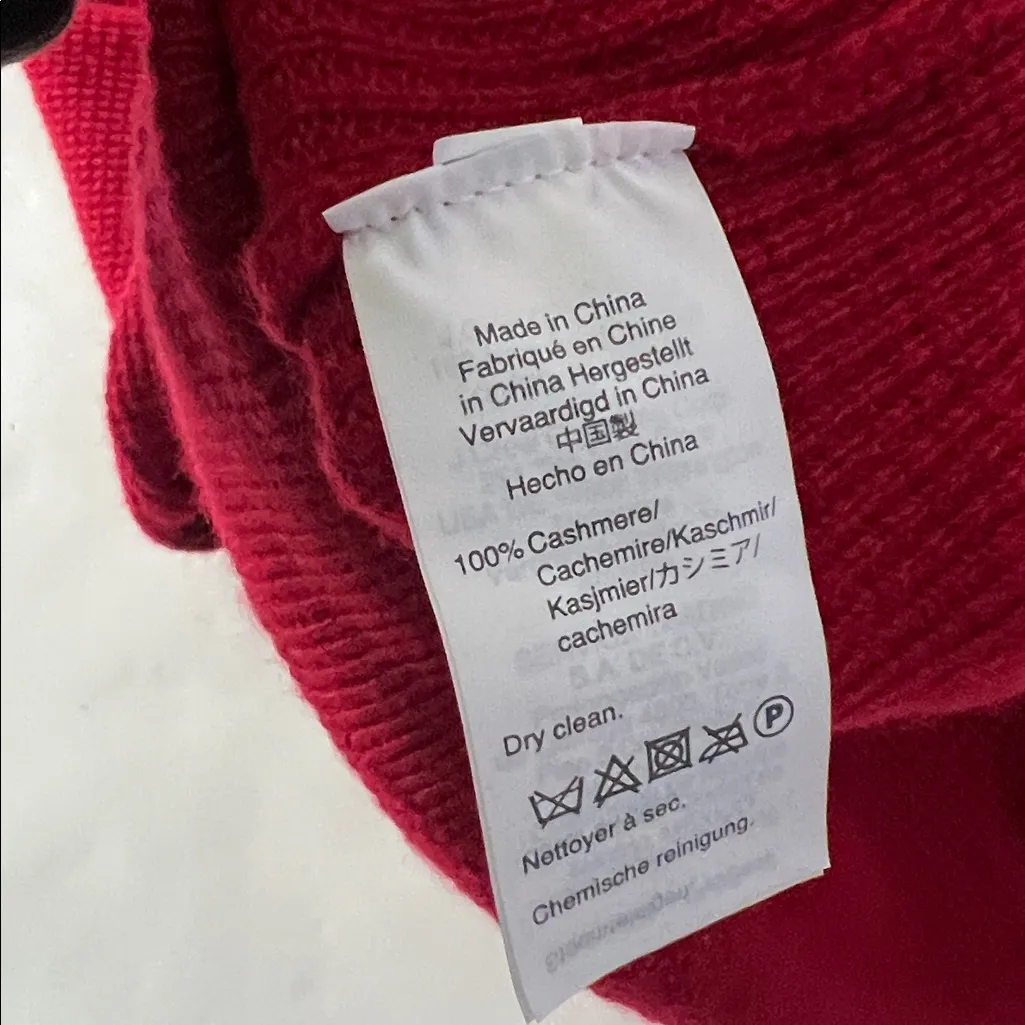 Made in China
Fabriqué en Chine
in China Hergestellt
Vervaardigd in China
中国製
Hecho en China
100% Cashmere/
Cachemire/Kaschmir/
Kasjmier/カシミア/
cachemira
Dry clean.
P
Nettoyer à sec.
Chemische reinigung.